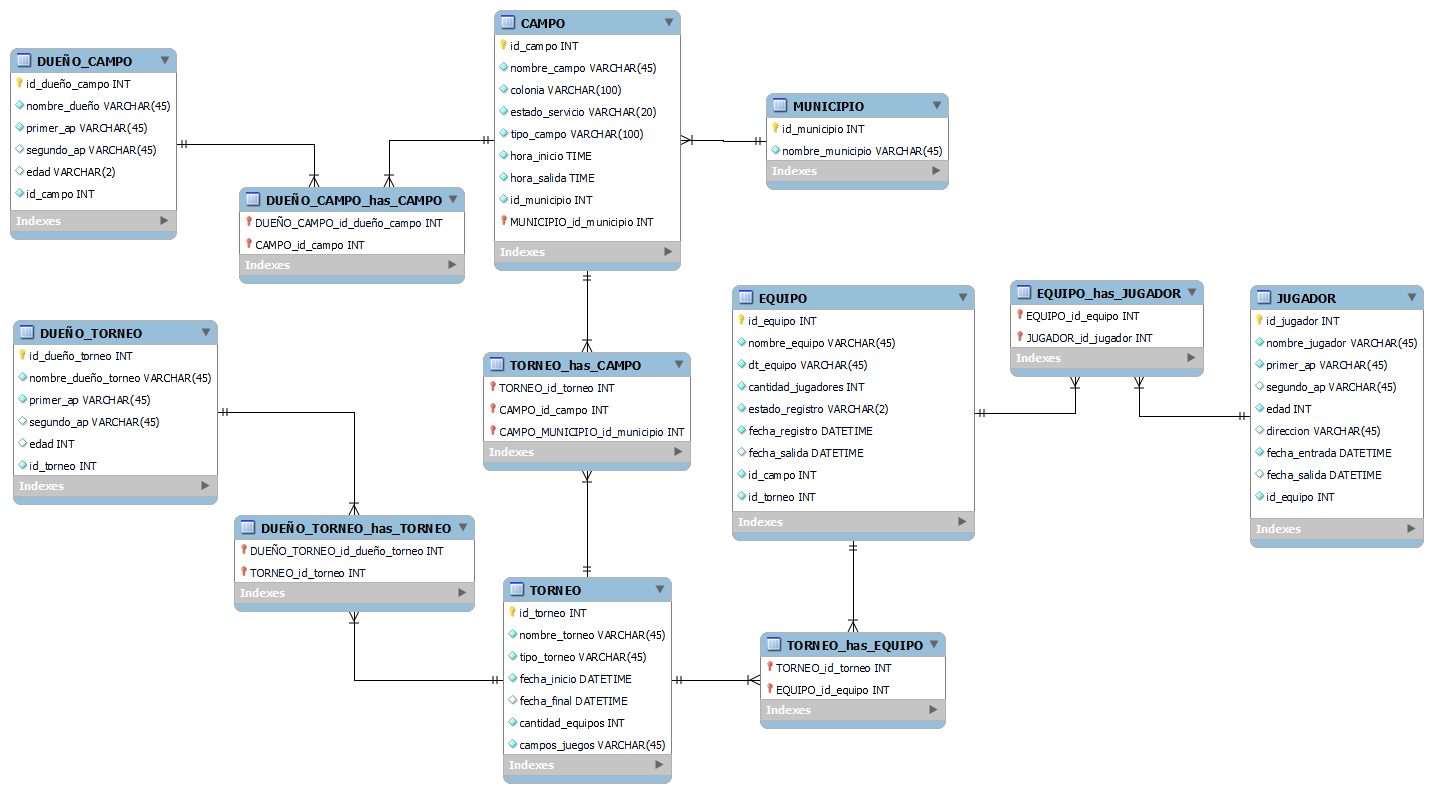 CAMPO
id_campo INT
nombre_campo VARCHAR(45)
colonia VARCHAR(100)
estado_servicio VARCHAR(20)
tipo_campo VARCHAR(100)
hora_inicio TIME
hora_salida TIME
id_municipio INT
MUNICIPIO_id_municipio INT
Indexes
DUEÑO_CAMPO
id_dueño_campo INT
nombre_dueño VARCHAR(45)
primer_ap VARCHAR(45)
segundo_ap VARCHAR(45)
edad VARCHAR(2)
id_campo INT
Indexes
MUNICIPIO
id_municipio INT
nombre_municipio VARCHAR(45)
Indexes
DUEÑO_CAMPO_has_CAMPO
DUEÑO_CAMPO_id_dueño_campo INT
CAMPO_id_campo INT
Indexes
EQUIPO
id_equipo INT
nombre_equipo VARCHAR(45)
dt_equipo VARCHAR(45)
cantidad_jugadores INT
estado_registro VARCHAR(2)
fecha_registro DATETIME
fecha_salida DATETIME
id_campo INT
id_torneo INT
Indexes
EQUIPO_has_JUGADOR
EQUIPO_id_equipo INT
JUGADOR_id_jugador INT
Indexes
JUGADOR
id_jugador INT
nombre_jugador VARCHAR(45)
primer_ap VARCHAR(45)
segundo_ap VARCHAR(45)
edad INT
direccion VARCHAR(45)
fecha_entrada DATETIME
fecha_salida DATETIME
id_equipo INT
Indexes
DUEÑO_TORNEO
id_dueño_torneo INT
nombre_dueño_torneo VARCHAR(45)
primer_ap VARCHAR(45)
segundo_ap VARCHAR(45)
edad INT
id_torneo INT
Indexes
TORNEO_has_CAMPO
TORNEO_id_torneo INT
CAMPO_id_campo INT
CAMPO_MUNICIPIO_id_municipio INT
Indexes
DUEÑO_TORNEO_has_TORNEO
DUEÑO_TORNEO_id_dueño_torneo INT
TORNEO_id_torneo INT
Indexes
TORNEO
id_torneo INT
nombre_torneo VARCHAR(45)
tipo_torneo VARCHAR(45)
fecha_inicio DATETIME
fecha_final DATETIME
cantidad_equipos INT
campos_juegos VARCHAR(45)
Indexes
TORNEO_has_EQUIPO
TORNEO_id_torneo INT
EQUIPO_id_equipo INT
Indexes